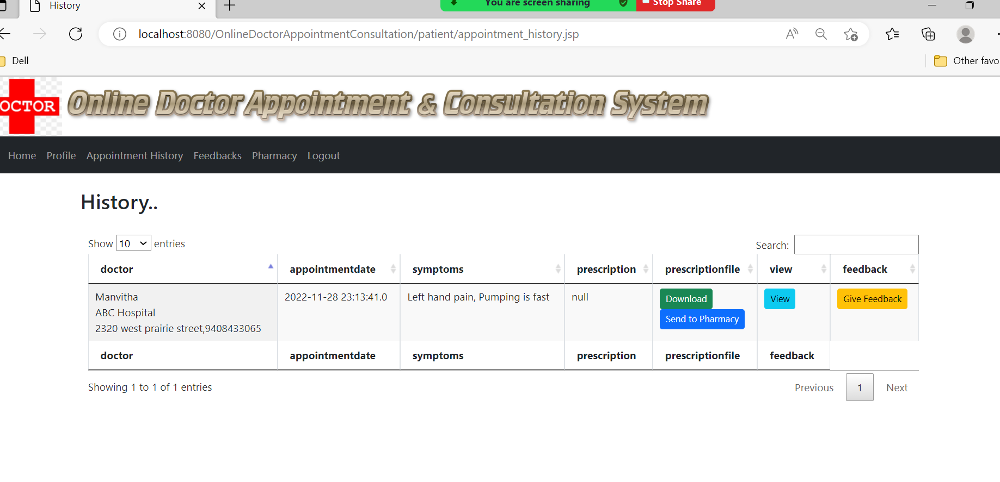 History
You are screen sharing
Stop Share
localhost:8080/OnlineDoctorAppointmentConsultation/patient/appointment_history.jsp
Dell
Other favo
OCTOR
Online Doctor Appointment & Consultation System
Home Profile Appointment History Feedbacks Pharmacy Logout
History..
Show 10 entries
Search:
doctor appointmentdate symptoms prescription prescriptionfile view feedback
Manvitha 2022-11-28 23:13:41.0 Left hand pain, Pumping is fast null Download View Give Feedback
ABC Hospital Send to Pharmacy
2320 west prairie street,9408433065
doctor appointmentdate symptoms prescription prescriptionfile feedback
Showing 1 to 1 of 1 entries
Previous 1 Next